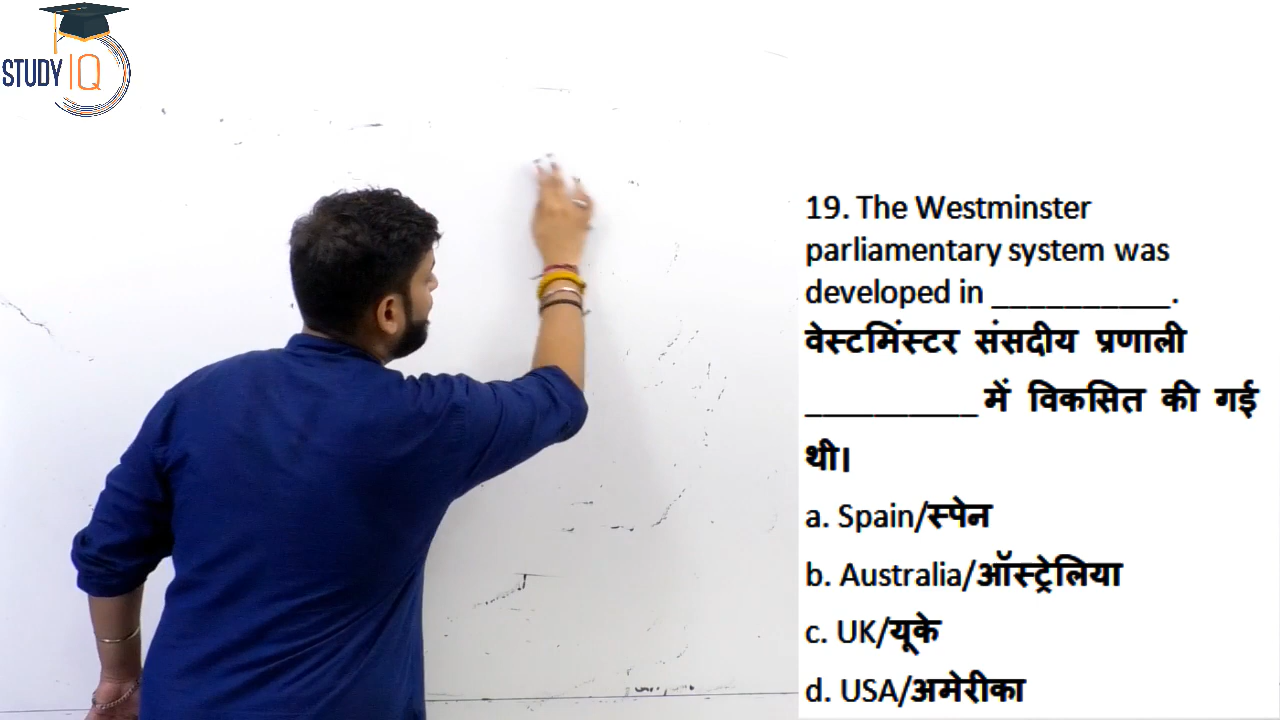 STUDY IQ
19. The Westminster
parliamentary system was
developed in __________.
वेस्टमिंस्टर संसदीय प्रणाली
__________ में विकसित की गई
थी।
a. Spain/स्पेन
b. Australia/ऑस्ट्रेलिया
c. UK/यूके
d. USA/अमेरीका